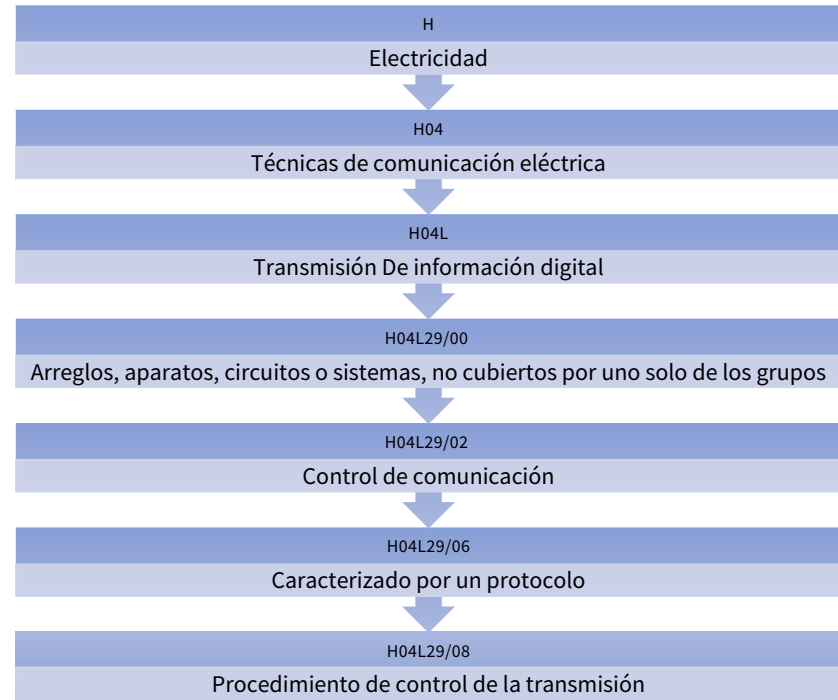 H
Electricidad
H04
Técnicas de comunicación eléctrica
H04L
Transmisión De información digital
H04L29/00
Arreglos, aparatos, circuitos o sistemas, no cubiertos por uno solo de los grupos
H04L29/02
Control de comunicación
H04L29/06
Caracterizado por un protocolo
H04L29/08
Procedimiento de control de la transmisión